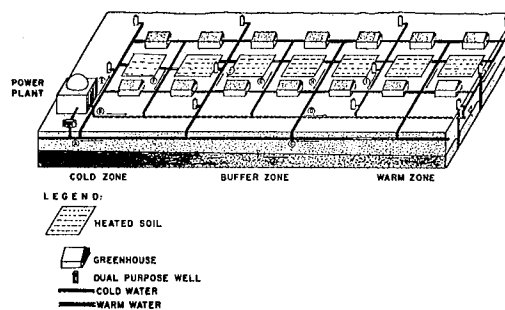 POWER
PLANT
COLD ZONE
BUFFER ZONE
WARM ZONE
LEGEND:
HEATED SOIL
GREENHOUSE
DUAL PURPOSE WELL
COLD WATER
WARM WATER